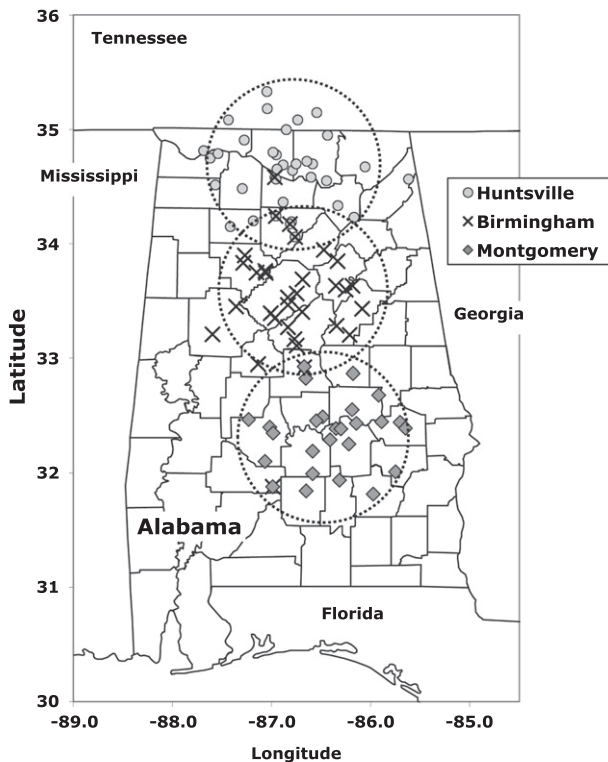 36
Tennessee
35
Mississippi
Huntsville
Birmingham
Montgomery
34
Georgia
Latitude
33
32
Alabama
31
Florida
30
-89.0 -88.0 -87.0 -86.0 -85.0
Longitude